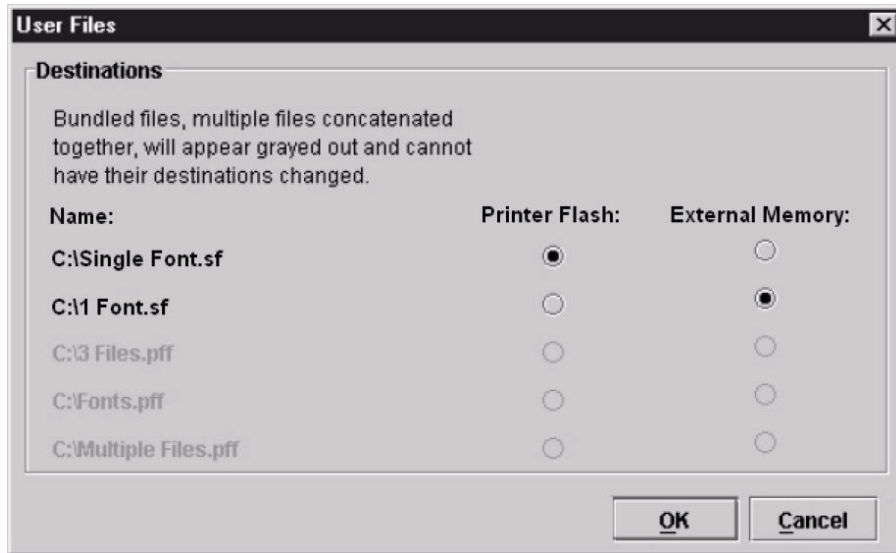 User Files
Destinations
Bundled files, multiple files concatenated
together, will appear grayed out and cannot
have their destinations changed.
Name: Printer Flash: External Memory:
C:\Single Font.sf
C:\1 Font.sf
C:\3 Files.pff
C:\Fonts.pff
C:\Multiple Files.pff
OK Cancel